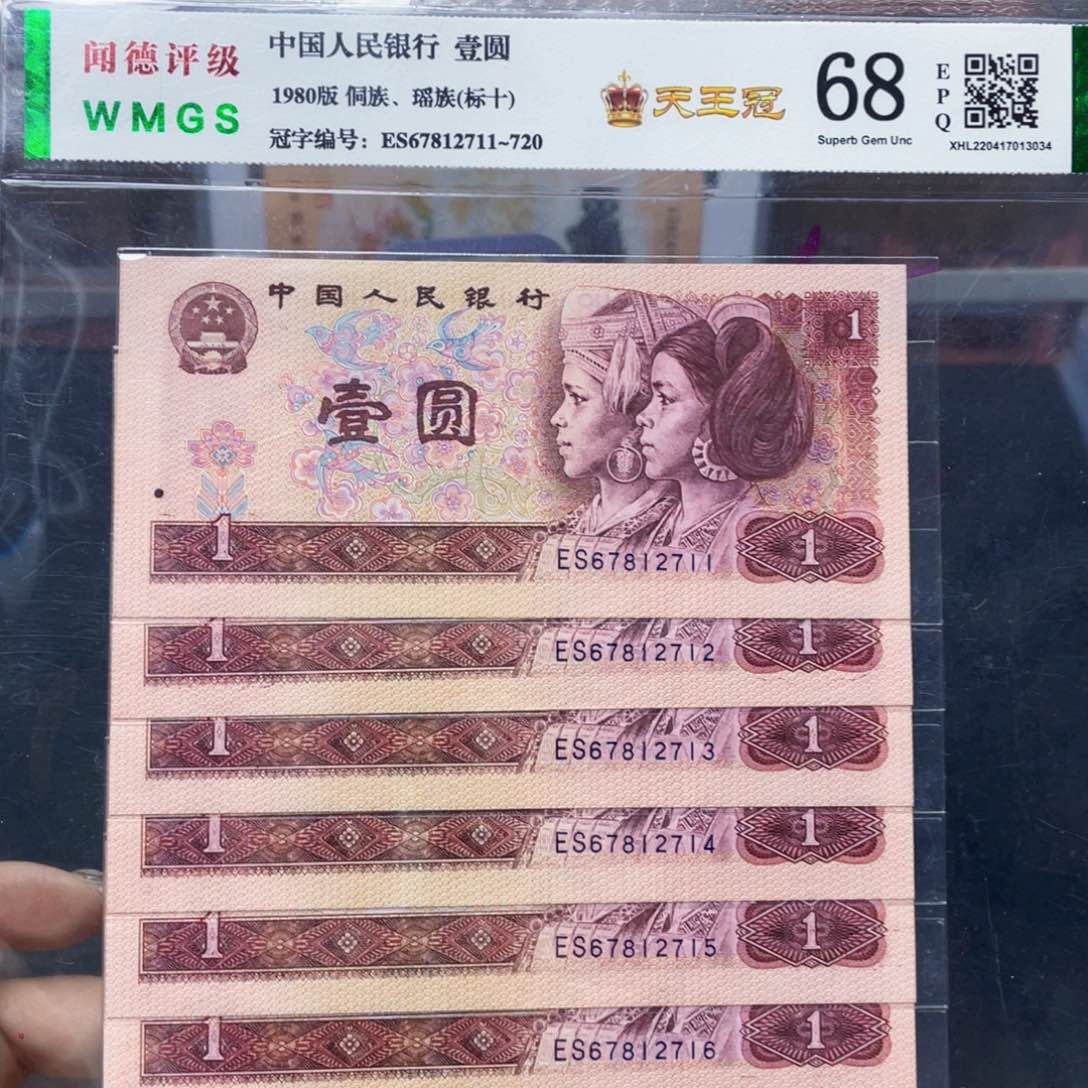 闻德评级
WMGS
中国人民银行 壹圆
1980版 侗族、瑶族(标十)
冠字编号：ES67812711~720
天王冠
68
Superb Gem Unc
EPQ
XHL220417013034
中国人民银行
1
壹圆
1
ES67812711
1
1
ES67812712
1
1
ES67812713
1
1
ES67812714
1
1
ES67812715
1
1
ES67812716
1